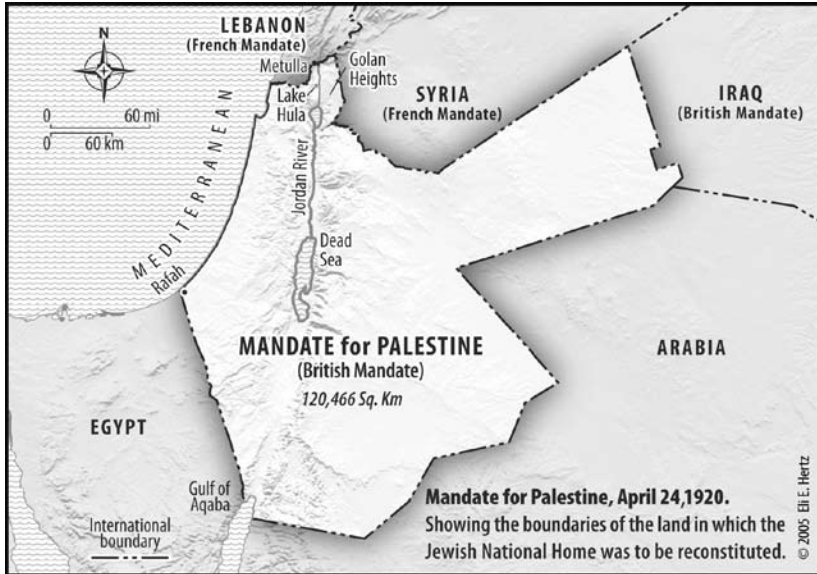 LEBANON
(French Mandate)
Metulla
Golan
Heights
Lake
Hula
SYRIA
(French Mandate)
IRAQ
(British Mandate)
N
0 60 mi
0 60 km
MEDITERRANEAN
Jordan River
Dead
Sea
Rafah
MANDATE for PALESTINE
(British Mandate)
120,466 Sq. Km
ARABIA
EGYPT
Gulf of
Aqaba
International
boundary
Mandate for Palestine, April 24,1920.
Showing the boundaries of the land in which the
Jewish National Home was to be reconstituted.
© 2005 Eli E. Hertz